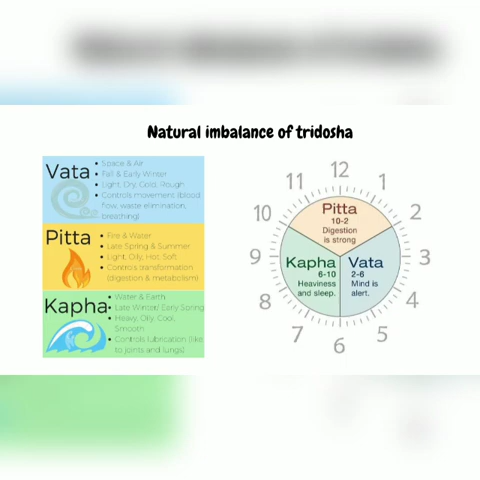 Natural imbalance of tridosha
Vata
• Space & Air
• Fall & Early Winter
• Light, Dry, Cold, Rough
• Controls movement (blood
flow, waste elimination,
breathing)
Pitta
• Fire & Water
• Late Spring & Summer
• Light, Oily, Hot, Soft
• Controls transformation
(digestion & metabolism)
Kapha
• Water & Earth
• Late Winter/ Early Spring
• Heavy, Oily, Cool,
Smooth
• Controls lubrication (like
to joints and lungs)
12
1
2
3
4
5
6
7
8
9
10
11
Pitta
10-2
Digestion
is strong
Kapha
6-10
Heaviness
and sleep.
Vata
2-6
Mind is
alert.